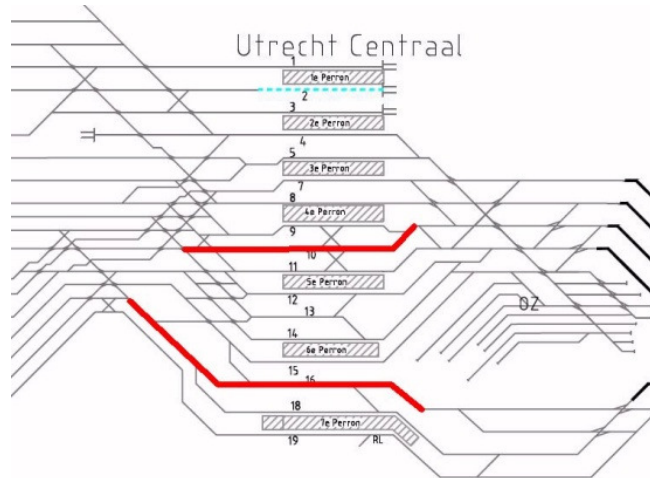 Utrecht Centraal
1
1e Perron
2
3
2e Perron
4
5
3e Perron
7
8
4e Perron
9
10
11
5e Perron
12
OZ
13
14
6e Perron
15
16
18
7e Perron
19
RL